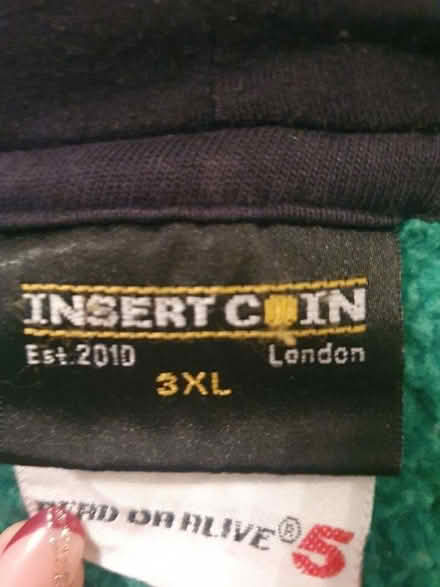 INSERT COIN
Est.2010 London
3XL
DEAD OR ALIVE® 5